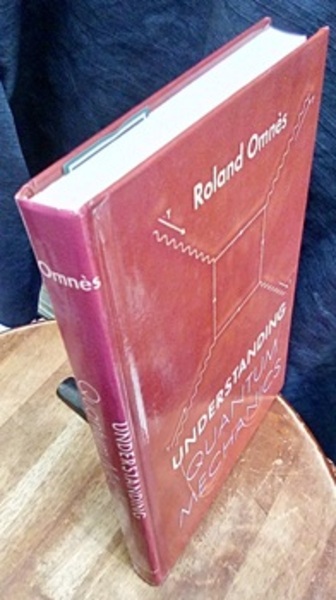 Roland Omnès
UNDERSTANDING
QUANTUM
MECHANICS
Omnès
UNDERSTANDING